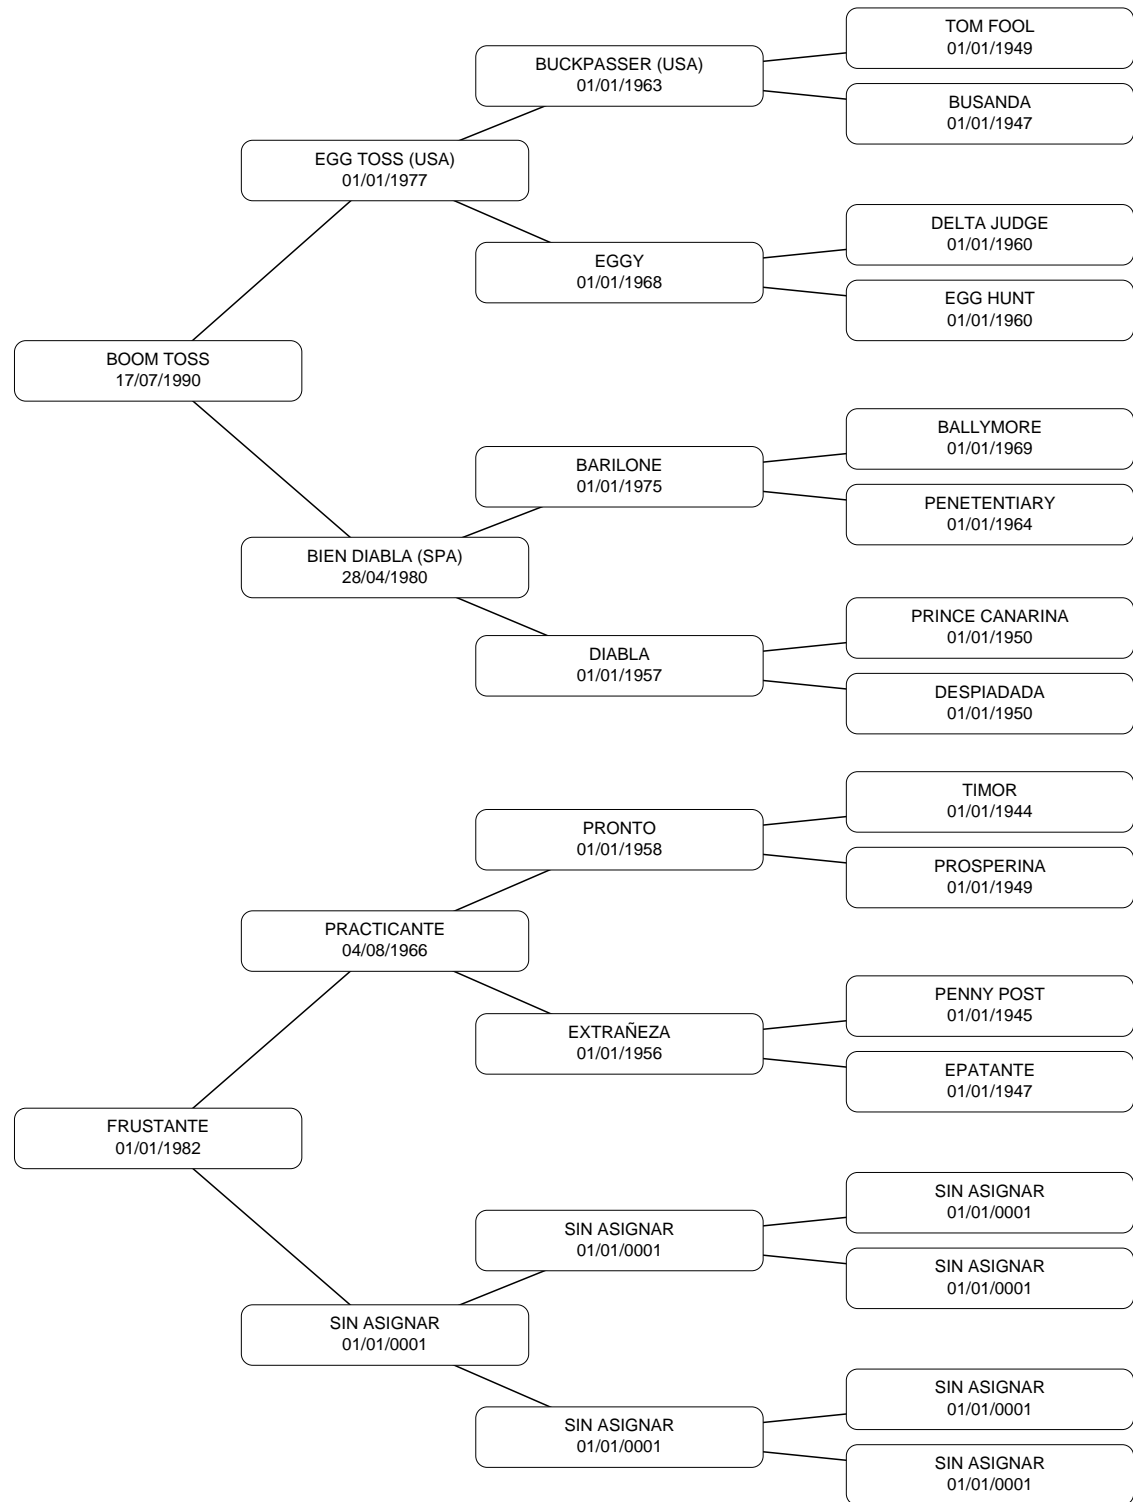 TOM FOOL
01/01/1949
BUCKPASSER (USA)
01/01/1963
BUSANDA
01/01/1947
EGG TOSS (USA)
01/01/1977
DELTA JUDGE
01/01/1960
EGGY
01/01/1968
EGG HUNT
01/01/1960
BOOM TOSS
17/07/1990
BALLYMORE
01/01/1969
BARILONE
01/01/1975
PENETENTIARY
01/01/1964
BIEN DIABLA (SPA)
28/04/1980
PRINCE CANARINA
01/01/1950
DIABLA
01/01/1957
DESPIADADA
01/01/1950
TIMOR
01/01/1944
PRONTO
01/01/1958
PROSPERINA
01/01/1949
PRACTICANTE
04/08/1966
PENNY POST
01/01/1945
EXTRAÑEZA
01/01/1956
EPATANTE
01/01/1947
FRUSTANTE
01/01/1982
SIN ASIGNAR
01/01/0001
SIN ASIGNAR
01/01/0001
SIN ASIGNAR
01/01/0001
SIN ASIGNAR
01/01/0001
SIN ASIGNAR
01/01/0001
SIN ASIGNAR
01/01/0001
SIN ASIGNAR
01/01/0001